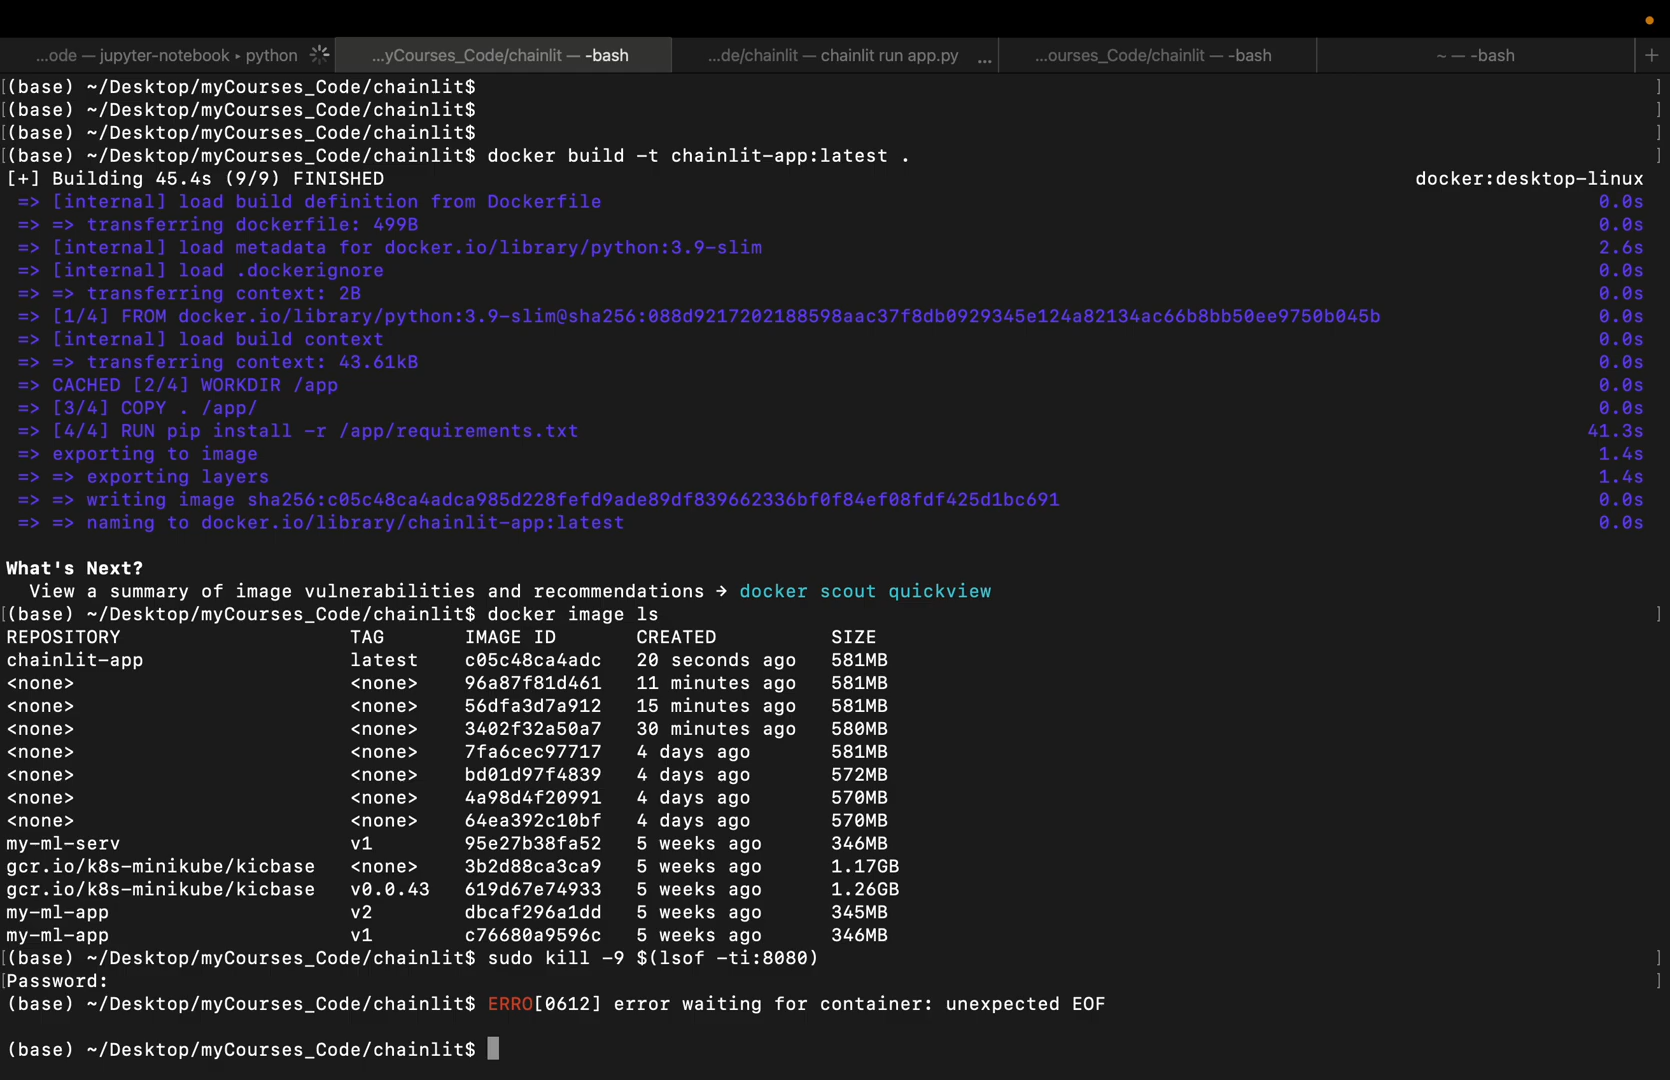 ...ode — jupyter-notebook ▸ python
...yCourses_Code/chainlit — -bash
...de/chainlit — chainlit run app.py ...
...ourses_Code/chainlit — -bash
~ — -bash
+
[(base) ~/Desktop/myCourses_Code/chainlit$ ]
[(base) ~/Desktop/myCourses_Code/chainlit$ ]
[(base) ~/Desktop/myCourses_Code/chainlit$ ]
[(base) ~/Desktop/myCourses_Code/chainlit$ docker build -t chainlit-app:latest . ]
[+] Building 45.4s (9/9) FINISHED docker:desktop-linux
=> [internal] load build definition from Dockerfile 0.0s
=> => transferring dockerfile: 499B 0.0s
=> [internal] load metadata for docker.io/library/python:3.9-slim 2.6s
=> [internal] load .dockerignore 0.0s
=> => transferring context: 2B 0.0s
=> [1/4] FROM docker.io/library/python:3.9-slim@sha256:088d9217202188598aac37f8db0929345e124a82134ac66b8bb50ee9750b045b 0.0s
=> [internal] load build context 0.0s
=> => transferring context: 43.61kB 0.0s
=> CACHED [2/4] WORKDIR /app 0.0s
=> [3/4] COPY . /app/ 0.0s
=> [4/4] RUN pip install -r /app/requirements.txt 41.3s
=> exporting to image 1.4s
=> => exporting layers 1.4s
=> => writing image sha256:c05c48ca4adca985d228fefd9ade89df839662336bf0f84ef08fdf425d1bc691 0.0s
=> => naming to docker.io/library/chainlit-app:latest 0.0s
What's Next?
View a summary of image vulnerabilities and recommendations → docker scout quickview
[(base) ~/Desktop/myCourses_Code/chainlit$ docker image ls ]
REPOSITORY TAG IMAGE ID CREATED SIZE
chainlit-app latest c05c48ca4adc 20 seconds ago 581MB
<none> <none> 96a87f81d461 11 minutes ago 581MB
<none> <none> 56dfa3d7a912 15 minutes ago 581MB
<none> <none> 3402f32a50a7 30 minutes ago 580MB
<none> <none> 7fa6cec97717 4 days ago 581MB
<none> <none> bd01d97f4839 4 days ago 572MB
<none> <none> 4a98d4f20991 4 days ago 570MB
<none> <none> 64ea392c10bf 4 days ago 570MB
my-ml-serv v1 95e27b38fa52 5 weeks ago 346MB
gcr.io/k8s-minikube/kicbase <none> 3b2d88ca3ca9 5 weeks ago 1.17GB
gcr.io/k8s-minikube/kicbase v0.0.43 619d67e74933 5 weeks ago 1.26GB
my-ml-app v2 dbcaf296a1dd 5 weeks ago 345MB
my-ml-app v1 c76680a9596c 5 weeks ago 346MB
[(base) ~/Desktop/myCourses_Code/chainlit$ sudo kill -9 $(lsof -ti:8080) ]
[Password: ]
(base) ~/Desktop/myCourses_Code/chainlit$ ERRO[0612] error waiting for container: unexpected EOF
(base) ~/Desktop/myCourses_Code/chainlit$